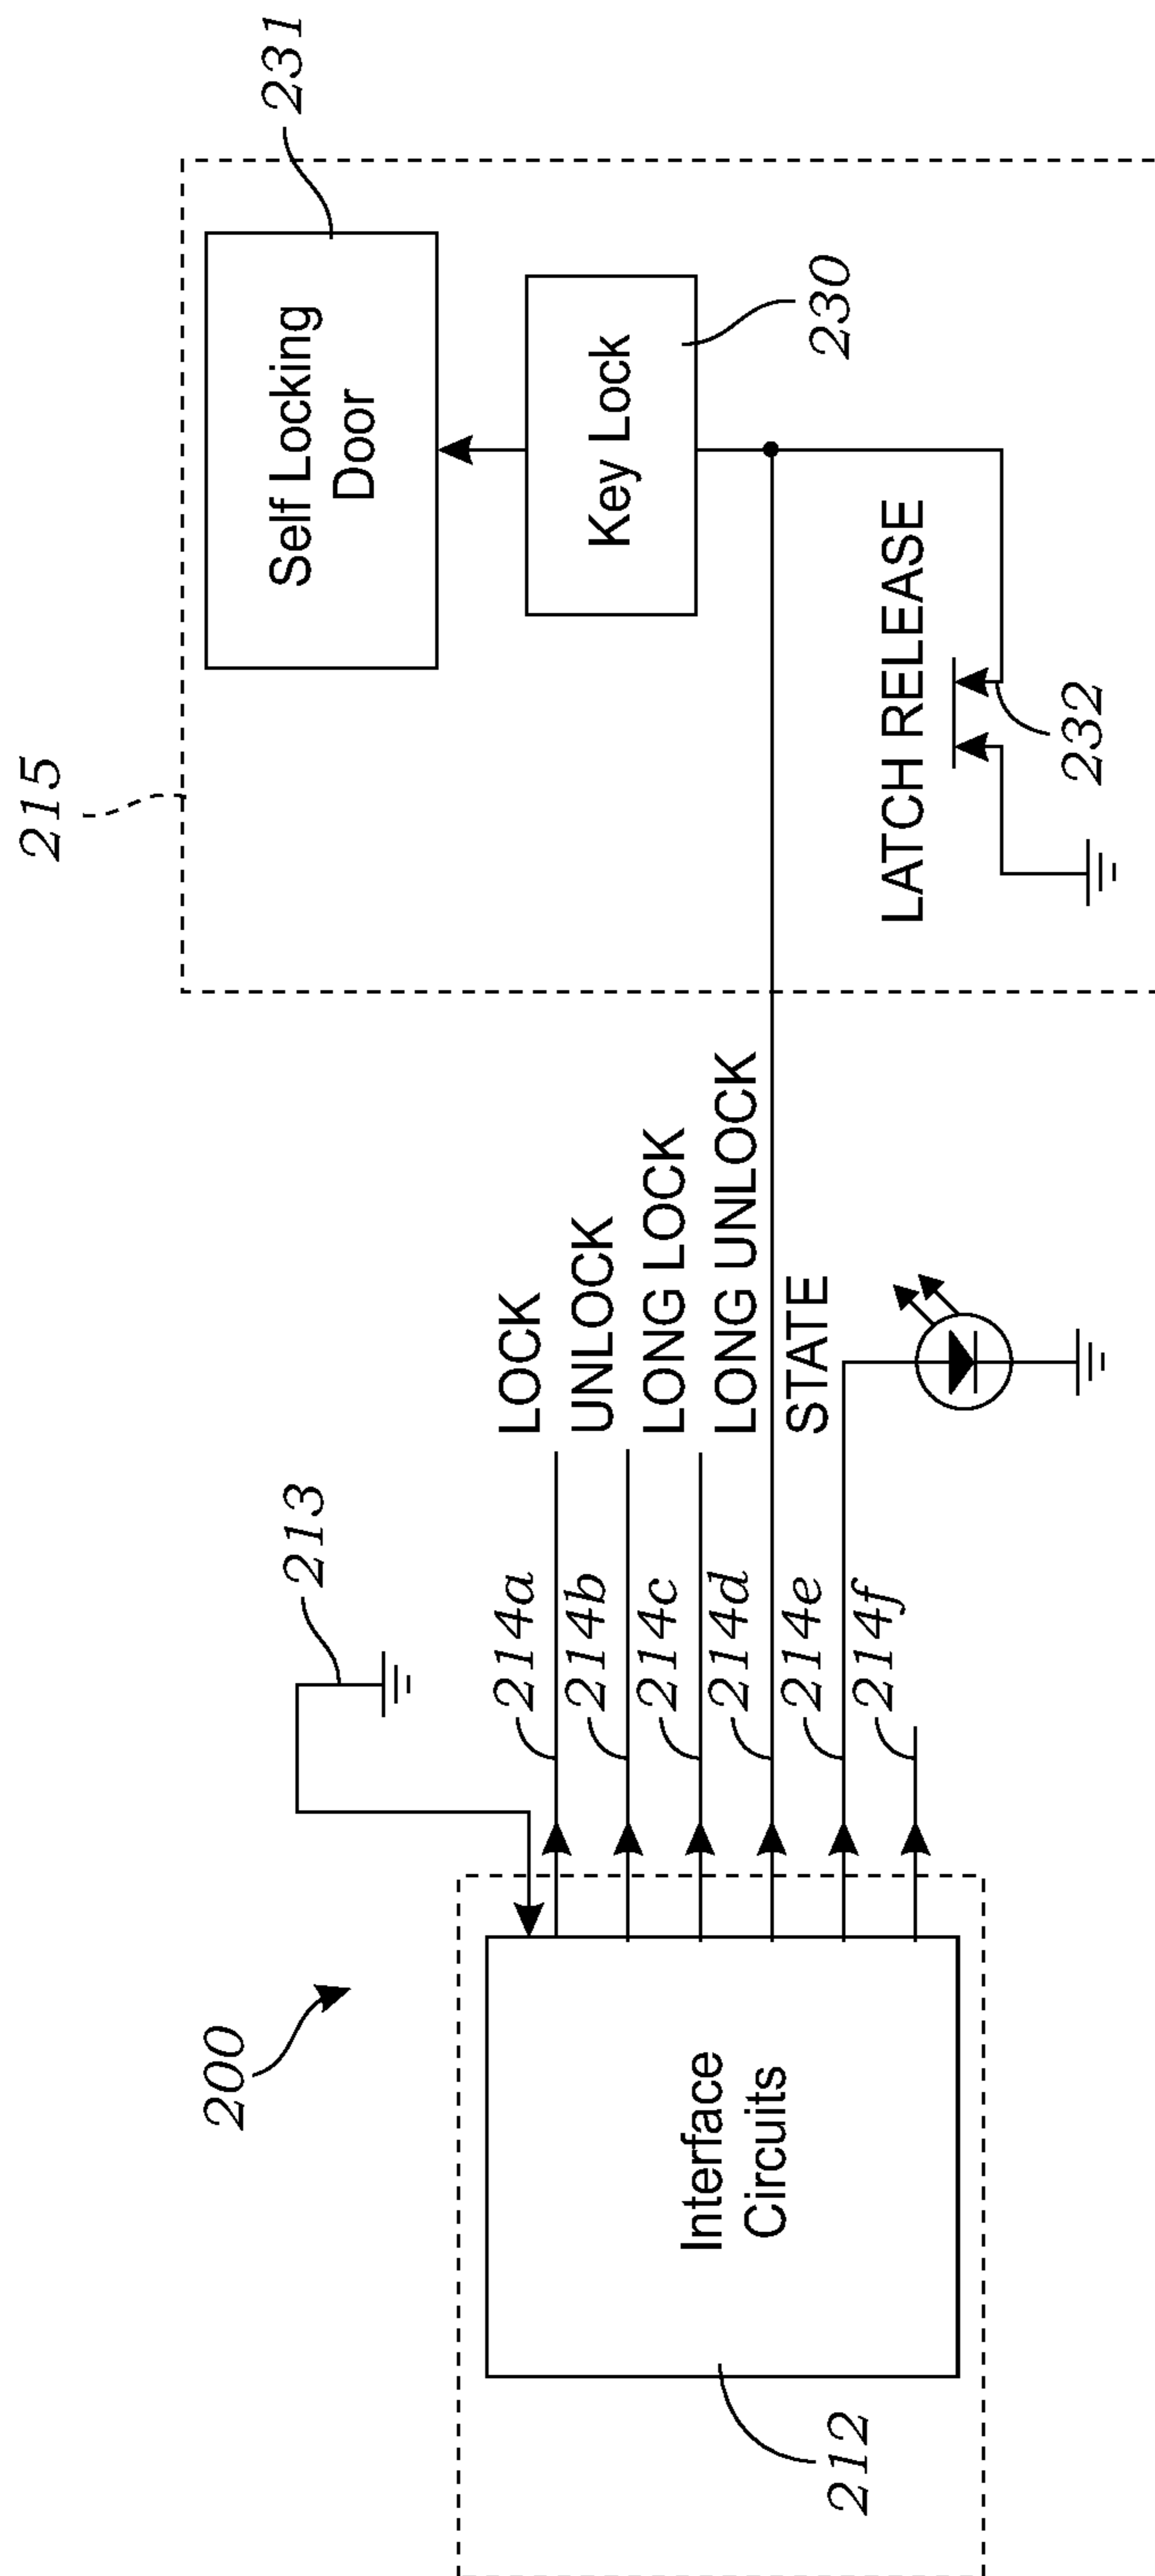 215
231
Self Locking
Door
Key Lock
230
LATCH RELEASE
232
213
200
LOCK
214a
UNLOCK
214b
LONG LOCK
214c
LONG UNLOCK
214d
STATE
214e
214f
Interface
Circuits
212